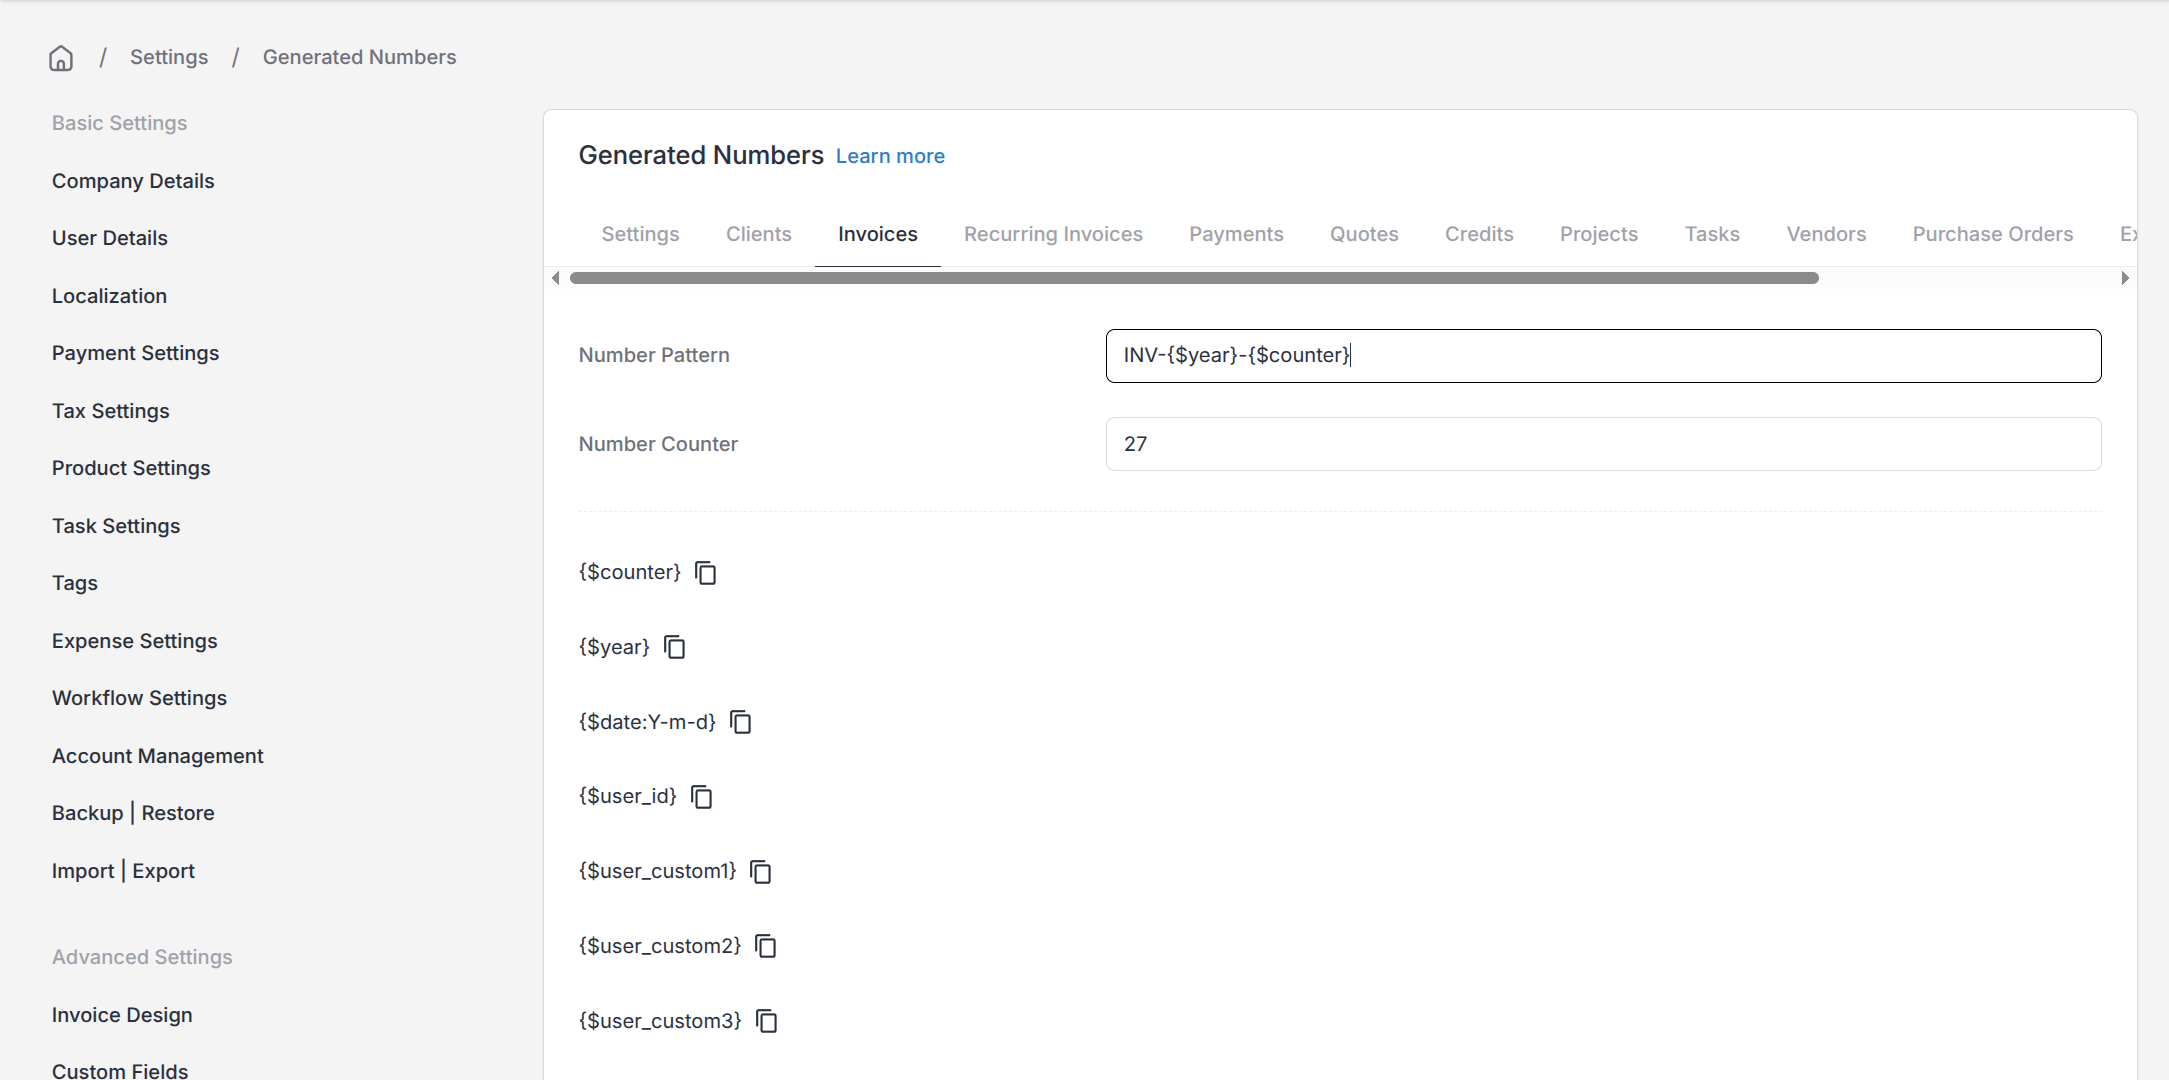 / Settings / Generated Numbers
Basic Settings
Company Details
User Details
Localization
Payment Settings
Tax Settings
Product Settings
Task Settings
Tags
Expense Settings
Workflow Settings
Account Management
Backup | Restore
Import | Export
Advanced Settings
Invoice Design
Custom Fields
Generated Numbers Learn more
Settings Clients Invoices Recurring Invoices Payments Quotes Credits Projects Tasks Vendors Purchase Orders
Number Pattern INV-{$year}-{$counter}
Number Counter 27
{$counter}
{$year}
{$date:Y-m-d}
{$user_id}
{$user_custom1}
{$user_custom2}
{$user_custom3}